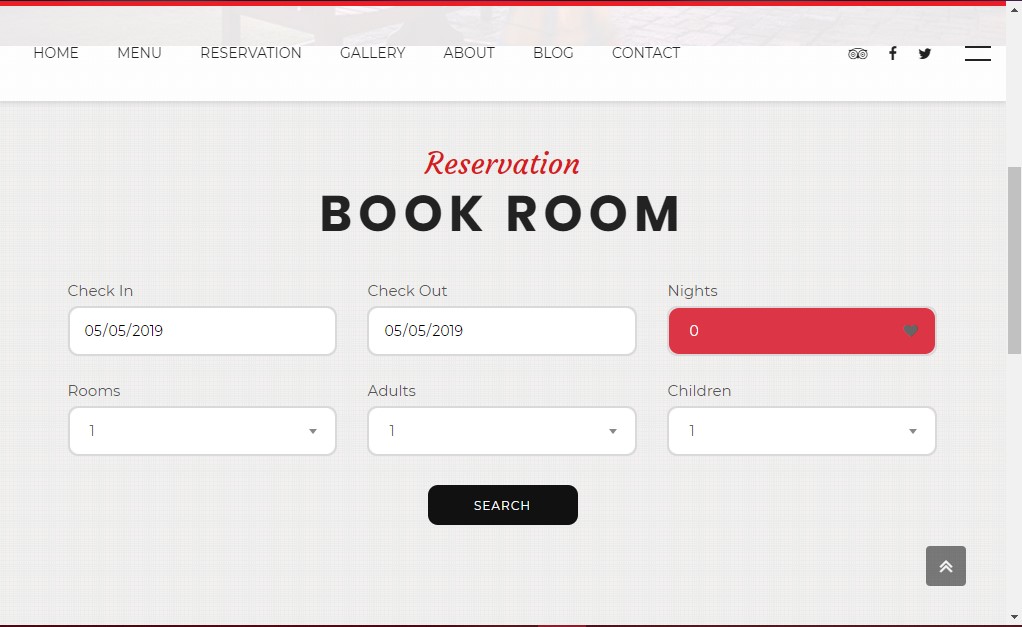 HOME MENU RESERVATION GALLERY ABOUT BLOG CONTACT
Reservation
BOOK ROOM
Check In Check Out Nights
05/05/2019 05/05/2019 0
Rooms Adults Children
1 1 1
SEARCH